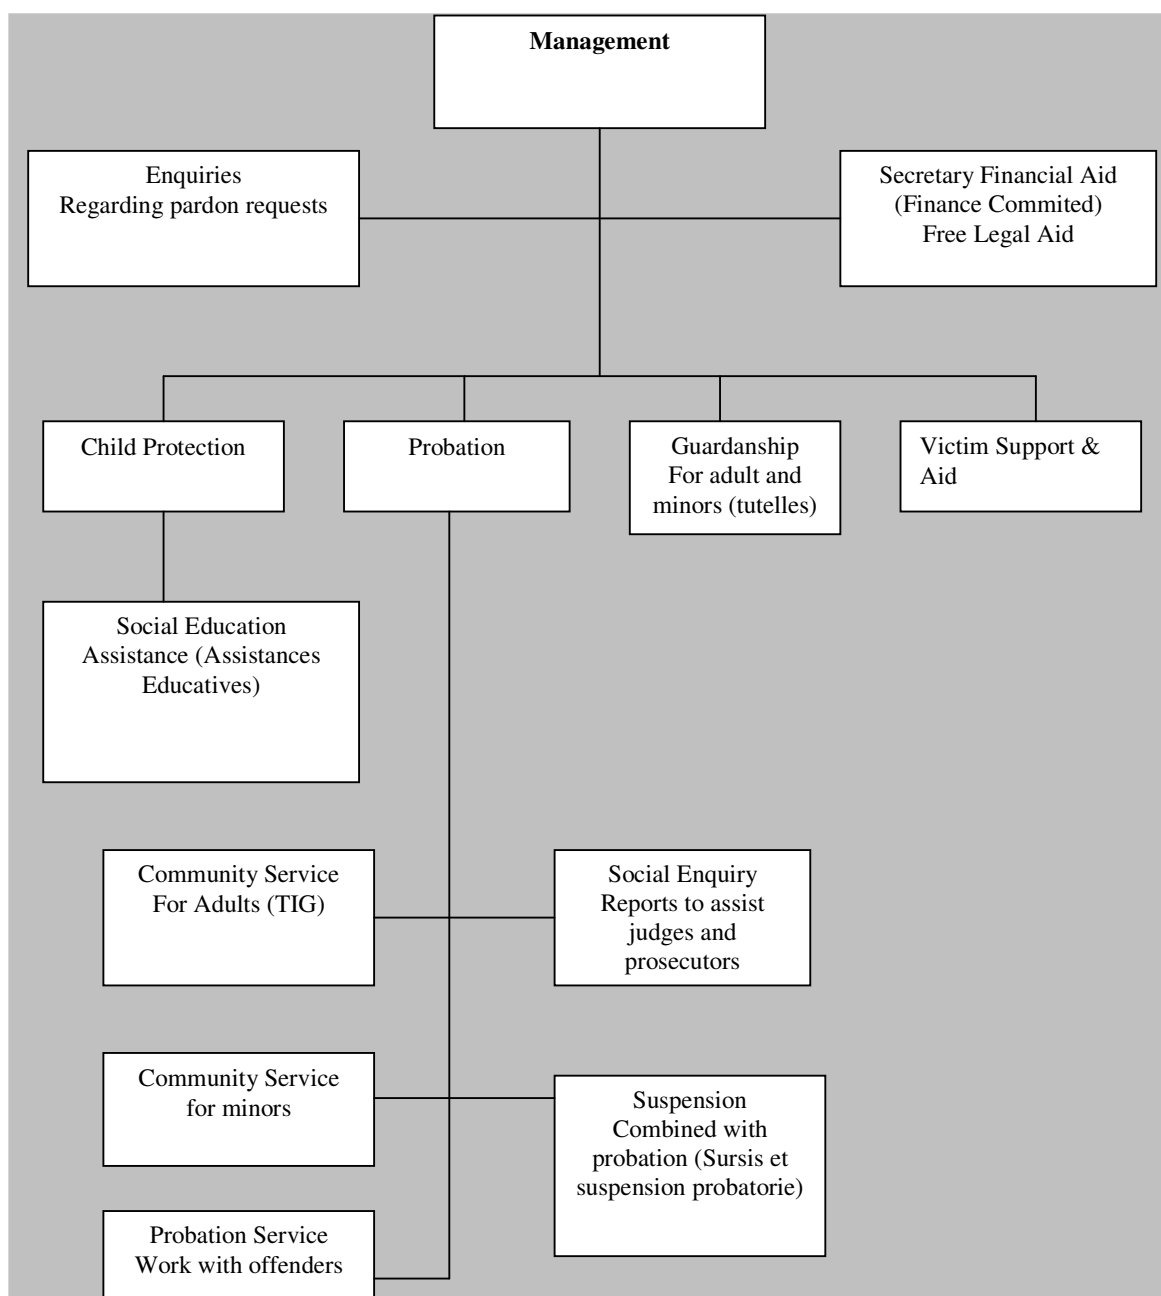 Management
Enquiries
Regarding pardon requests
Secretary Financial Aid
(Finance Commited)
Free Legal Aid
Child Protection
Probation
Guardanship
For adult and
minors (tutelles)
Victim Support &
Aid
Social Education
Assistance (Assistances
Educatives)
Community Service
For Adults (TIG)
Social Enquiry
Reports to assist
judges and
prosecutors
Community Service
for minors
Suspension
Combined with
probation (Sursis et
suspension probatorie)
Probation Service
Work with offenders